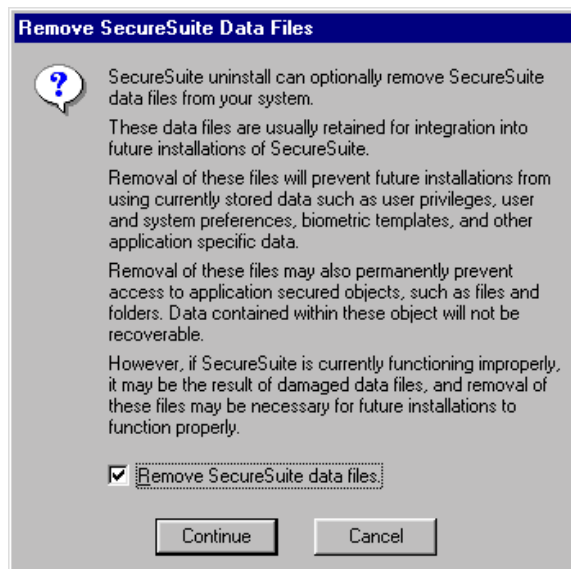 Remove SecureSuite Data Files
SecureSuite uninstall can optionally remove SecureSuite
data files from your system.
These data files are usually retained for integration into
future installations of SecureSuite.
Removal of these files will prevent future installations from
using currently stored data such as user privileges, user
and system preferences, biometric templates, and other
application specific data.
Removal of these files may also permanently prevent
access to application secured objects, such as files and
folders. Data contained within these object will not be
recoverable.
However, if SecureSuite is currently functioning improperly,
it may be the result of damaged data files, and removal of
these files may be necessary for future installations to
function properly.
Remove SecureSuite data files.
Continue Cancel